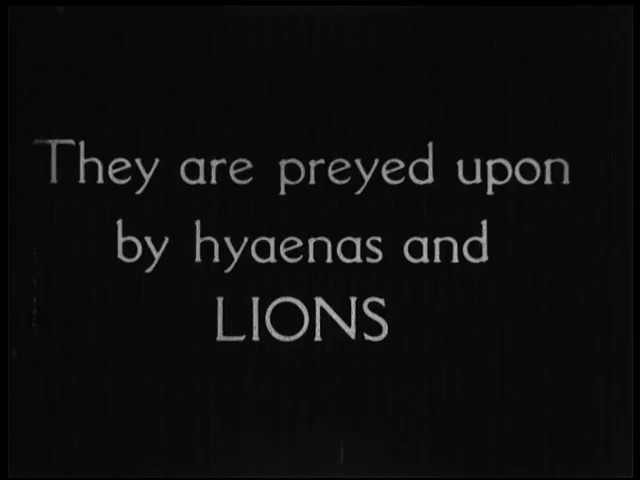 They are preyed upon
by hyaenas and
LIONS